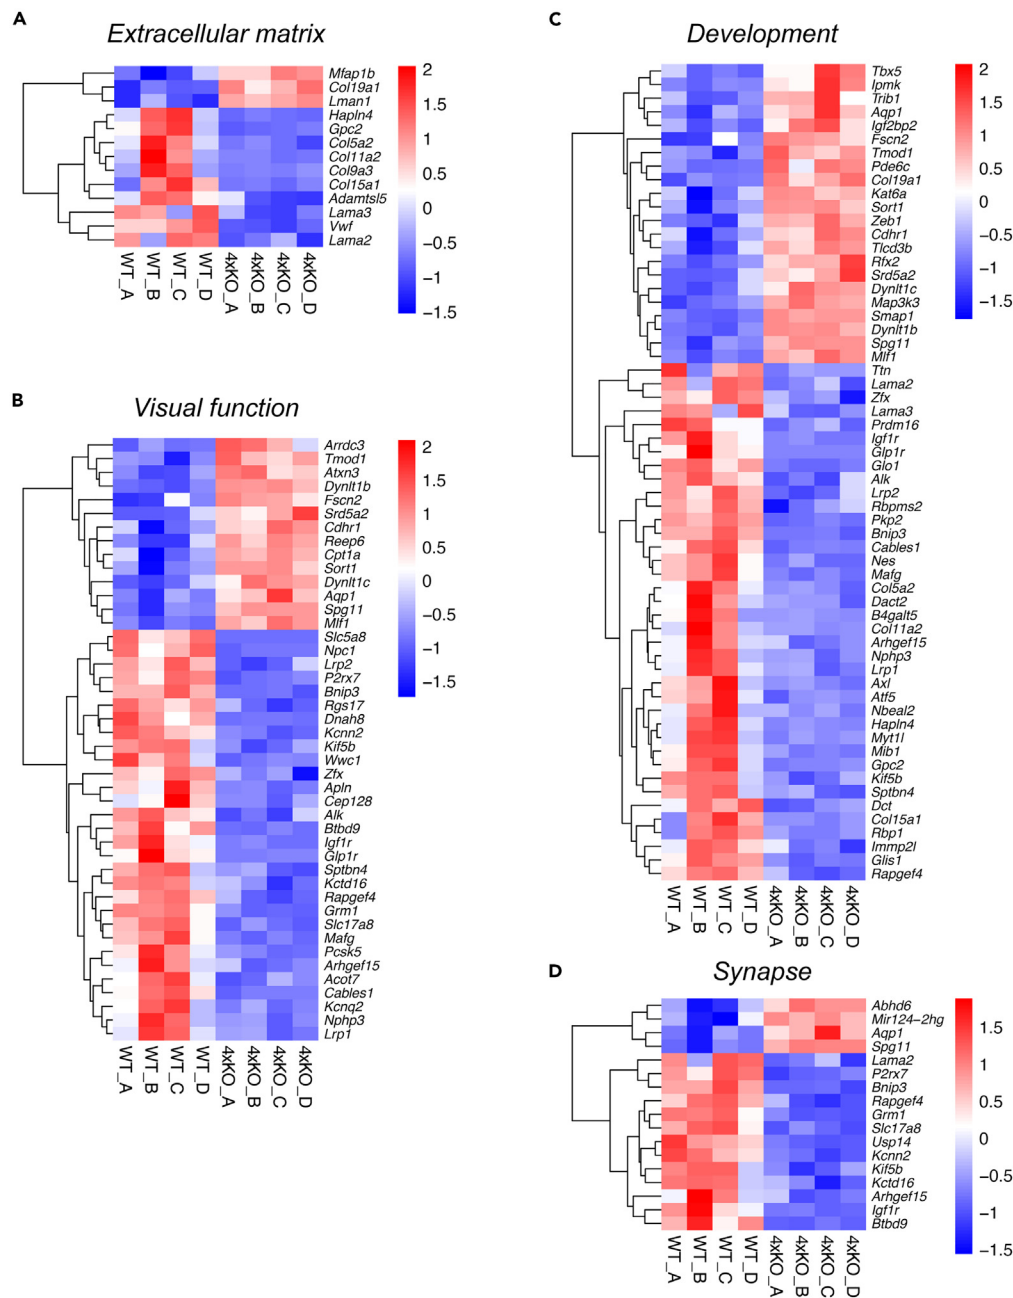 A
Extracellular matrix
Mfap1b
Col19a1
Lman1
Hapln4
Gpc2
Col5a2
Col11a2
Col9a3
Col15a1
Adamtsl5
Lama3
Vwf
Lama2
WT_A
WT_B
WT_C
WT_D
4xKO_A
4xKO_B
4xKO_C
4xKO_D
2
1.5
1
0.5
0
−0.5
−1
−1.5
B
Visual function
Arrdc3
Tmod1
Atxn3
Dynlt1b
Fscn2
Srd5a2
Cdhr1
Reep6
Cpt1a
Sort1
Dynlt1c
Aqp1
Spg11
Mlf1
Slc5a8
Npc1
Lrp2
P2rx7
Bnip3
Rgs17
Dnah8
Kcnn2
Kif5b
Wwc1
Zfx
Apln
Cep128
Alk
Btbd9
Igf1r
Glp1r
Sptbn4
Kctd16
Rapgef4
Grm1
Slc17a8
Mafg
Pcsk5
Arhgef15
Acot7
Cables1
Kcnq2
Nphp3
Lrp1
WT_A
WT_B
WT_C
WT_D
4xKO_A
4xKO_B
4xKO_C
4xKO_D
2
1.5
1
0.5
0
−0.5
−1
−1.5
C
Development
Tbx5
Ipmk
Trib1
Aqp1
Igf2bp2
Fscn2
Tmod1
Pde6c
Col19a1
Kat6a
Sort1
Zeb1
Cdhr1
Tlcd3b
Rfx2
Srd5a2
Dynlt1c
Map3k3
Smap1
Dynlt1b
Spg11
Mlf1
Ttn
Lama2
Zfx
Lama3
Prdm16
Igf1r
Glp1r
Glo1
Alk
Lrp2
Rbpms2
Pkp2
Bnip3
Cables1
Nes
Mafg
Col5a2
Dact2
B4galt5
Col11a2
Arhgef15
Nphp3
Lrp1
Axl
Atf5
Nbeal2
Hapln4
Myt1l
Mib1
Gpc2
Kif5b
Sptbn4
Dct
Col15a1
Rbp1
Immp2l
Glis1
Rapgef4
WT_A
WT_B
WT_C
WT_D
4xKO_A
4xKO_B
4xKO_C
4xKO_D
2
1.5
1
0.5
0
−0.5
−1
−1.5
D
Synapse
Abhd6
Mir124−2hg
Aqp1
Spg11
Lama2
P2rx7
Bnip3
Rapgef4
Grm1
Slc17a8
Usp14
Kcnn2
Kif5b
Kctd16
Arhgef15
Igf1r
Btbd9
WT_A
WT_B
WT_C
WT_D
4xKO_A
4xKO_B
4xKO_C
4xKO_D
1.5
1
0.5
0
−0.5
−1
−1.5